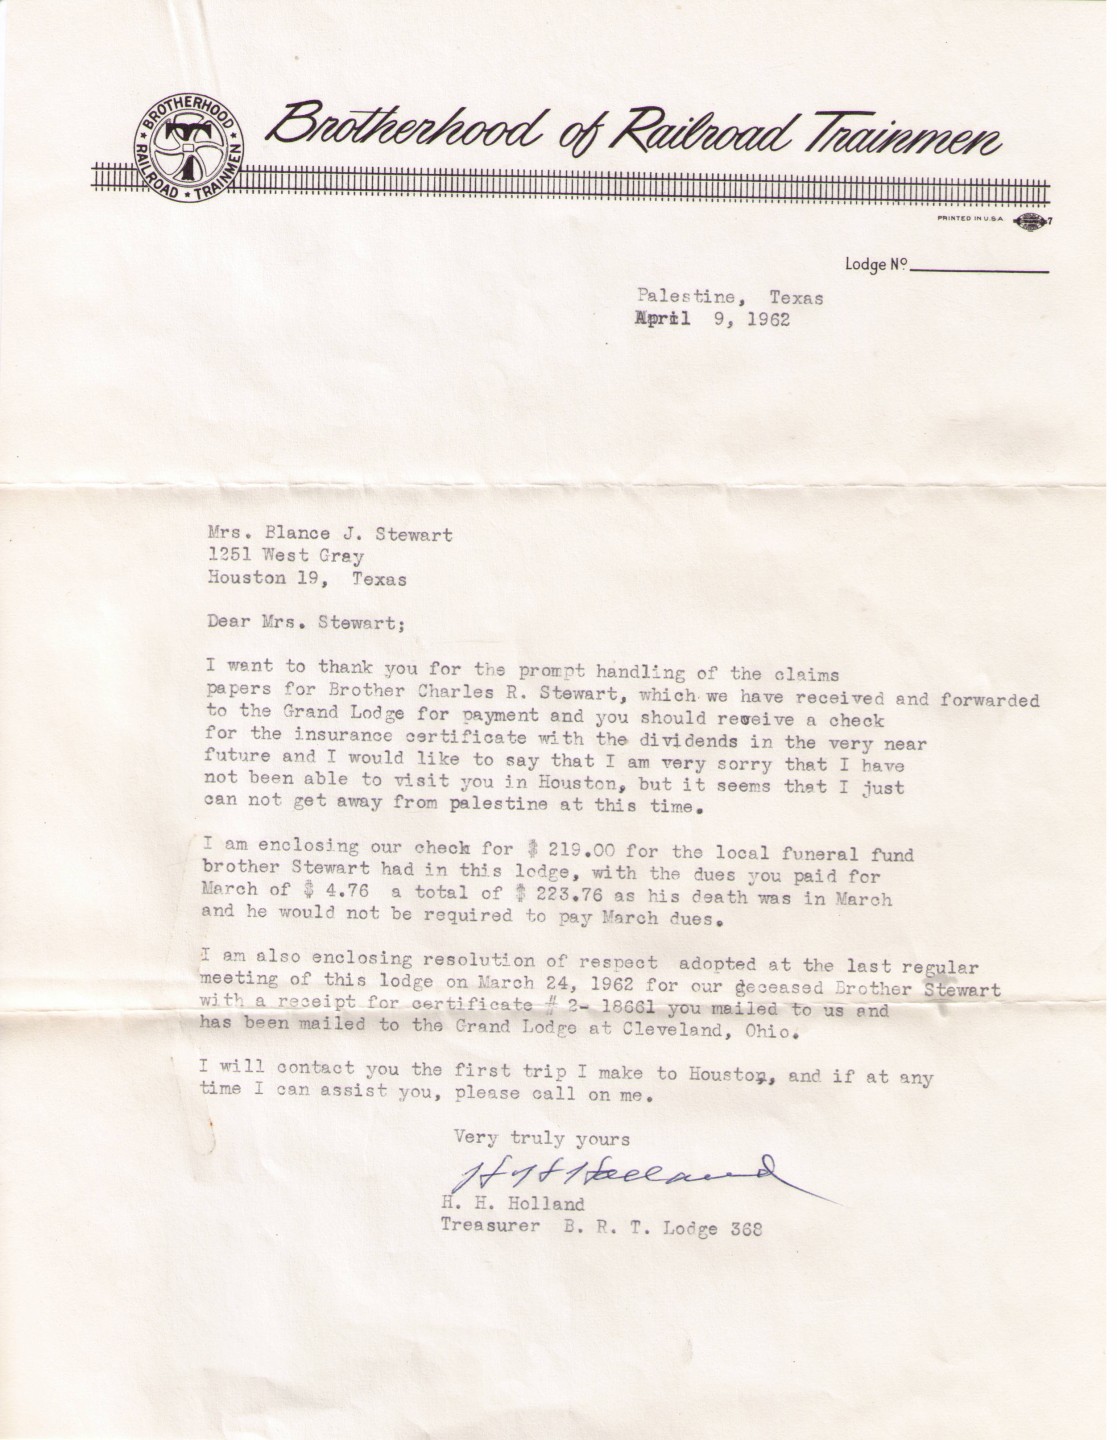 BROTHERHOOD
RAILROAD ★ TRAINMEN
Brotherhood of Railroad Trainmen
PRINTED IN U.S.A. 7
Lodge No.
Palestine, Texas
April 9, 1962
Mrs. Blance J. Stewart
1251 West Gray
Houston 19, Texas
Dear Mrs. Stewart;
I want to thank you for the prompt handling of the claims
papers for Brother Charles R. Stewart, which we have received and forwarded
to the Grand Lodge for payment and you should receive a check
for the insurance certificate with the dividends in the very near
future and I would like to say that I am very sorry that I have
not been able to visit you in Houston, but it seems that I just
can not get away from palestine at this time.
I am enclosing our check for $ 219.00 for the local funeral fund
brother Stewart had in this lodge, with the dues you paid for
March of $ 4.76 a total of $ 223.76 as his death was in March
and he would not be required to pay March dues.
I am also enclosing resolution of respect adopted at the last regular
meeting of this lodge on March 24, 1962 for our deceased Brother Stewart
with a receipt for certificate # 2- 18661 you mailed to us and
has been mailed to the Grand Lodge at Cleveland, Ohio.
I will contact you the first trip I make to Houston, and if at any
time I can assist you, please call on me.
Very truly yours
H H Holland
H. H. Holland
Treasurer B. R. T. Lodge 368